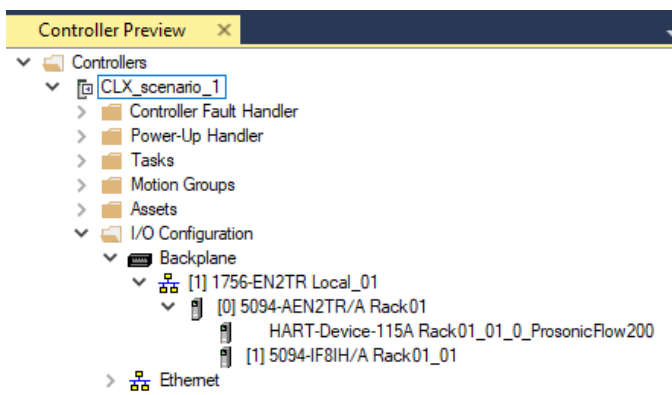 Controller Preview
Controllers
CLX_scenario_1
Controller Fault Handler
Power-Up Handler
Tasks
Motion Groups
Assets
I/O Configuration
Backplane
[1] 1756-EN2TR Local_01
[0] 5094-AEN2TR/A Rack01
HART-Device-115A Rack01_01_0_ProsonicFlow200
[1] 5094-IF8IH/A Rack01_01
Ethernet